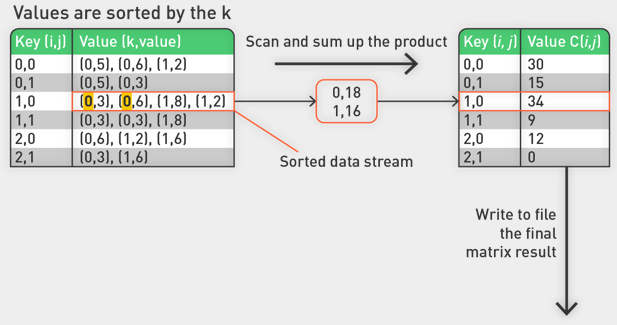 Values are sorted by the k
Key (i,j) Value (k,value)
0,0 (0,5), (0,6), (1,2)
0,1 (0,5), (0,3)
1,0 (0,3), (0,6), (1,8), (1,2)
1,1 (0,3), (0,3), (1,8)
2,0 (0,6), (1,2), (1,6)
2,1 (0,3), (1,6)
Scan and sum up the product
0,18
1,16
Sorted data stream
Key (i, j) Value C(i,j)
0,0 30
0,1 15
1,0 34
1,1 9
2,0 12
2,1 0
Write to file
the final
matrix result